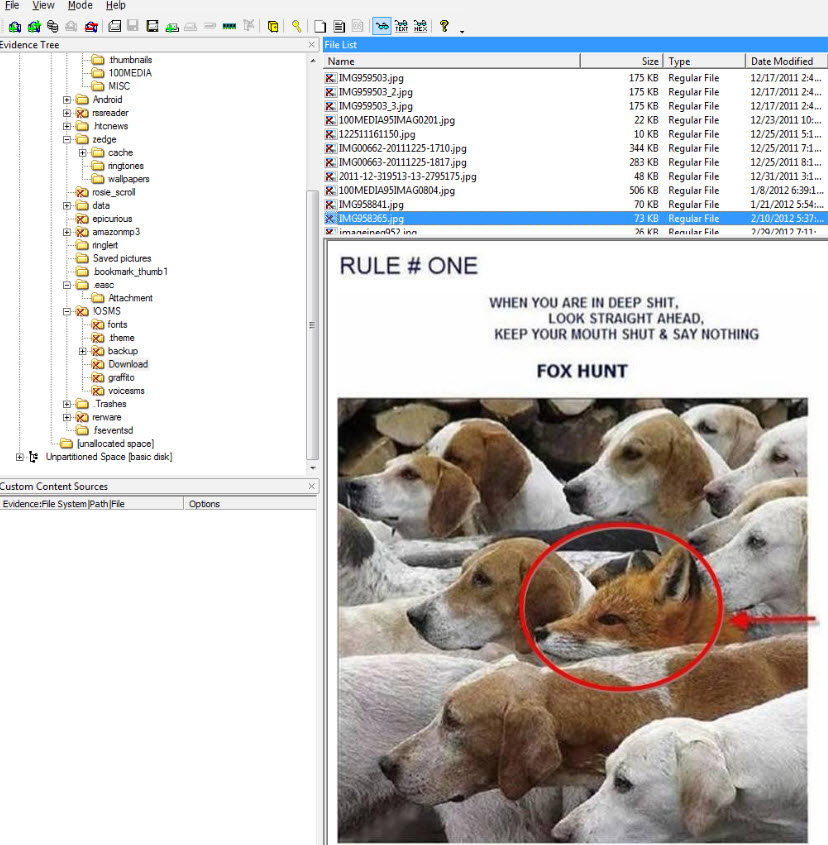 File View Mode Help
TEXT HEX
Evidence Tree
.thumbnails
100MEDIA
MISC
Android
rssreader
.htcnews
zedge
cache
ringtones
wallpapers
rosie_scroll
data
epicurious
amazonmp3
ringlert
Saved pictures
.bookmark_thumb1
.easc
Attachment
!OSMS
fonts
.theme
backup
Download
graffito
voicesms
.Trashes
rerware
.fseventsd
[unallocated space]
Unpartitioned Space [basic disk]
Custom Content Sources
Evidence:File System|Path|File Options
File List
Name Size Type Date Modified
IMG959503.jpg 175 KB Regular File 12/17/2011 2:4...
IMG959503_2.jpg 175 KB Regular File 12/17/2011 2:4...
IMG959503_3.jpg 175 KB Regular File 12/17/2011 2:4...
100MEDIA95IMAG0201.jpg 22 KB Regular File 12/23/2011 10:...
122511161150.jpg 10 KB Regular File 12/25/2011 5:1...
IMG00662-20111225-1710.jpg 344 KB Regular File 12/25/2011 7:1...
IMG00663-20111225-1817.jpg 283 KB Regular File 12/25/2011 8:1...
2011-12-319513-13-2795175.jpg 48 KB Regular File 12/31/2011 3:1...
100MEDIA95IMAG0804.jpg 506 KB Regular File 1/8/2012 6:39:1...
IMG958841.jpg 70 KB Regular File 1/21/2012 5:54:...
IMG958365.jpg 73 KB Regular File 2/10/2012 5:37:...
26 KB Regular File 2/29/2012 7:11:...
RULE # ONE
WHEN YOU ARE IN DEEP SHIT,
LOOK STRAIGHT AHEAD,
KEEP YOUR MOUTH SHUT & SAY NOTHING
FOX HUNT